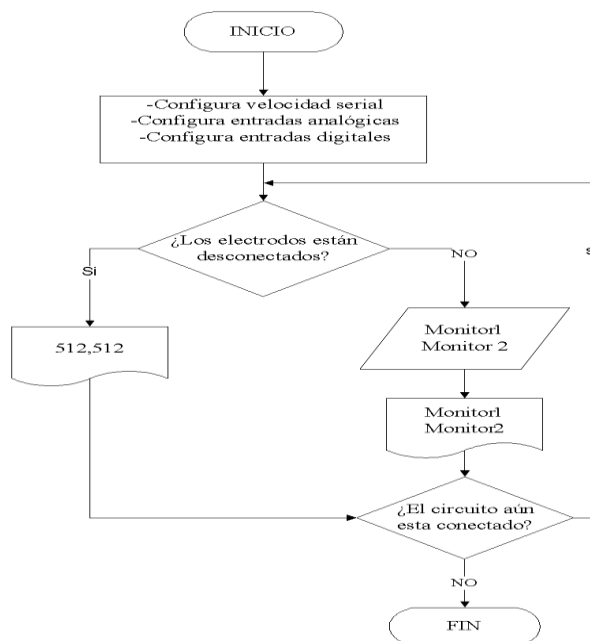 INICIO
-Configura velocidad serial
-Configura entradas analógicas
-Configura entradas digitales
¿Los electrodos están
desconectados?
Si
NO
512,512
Monitor1
Monitor 2
Monitor1
Monitor2
¿El circuito aún
esta conectado?
NO
FIN